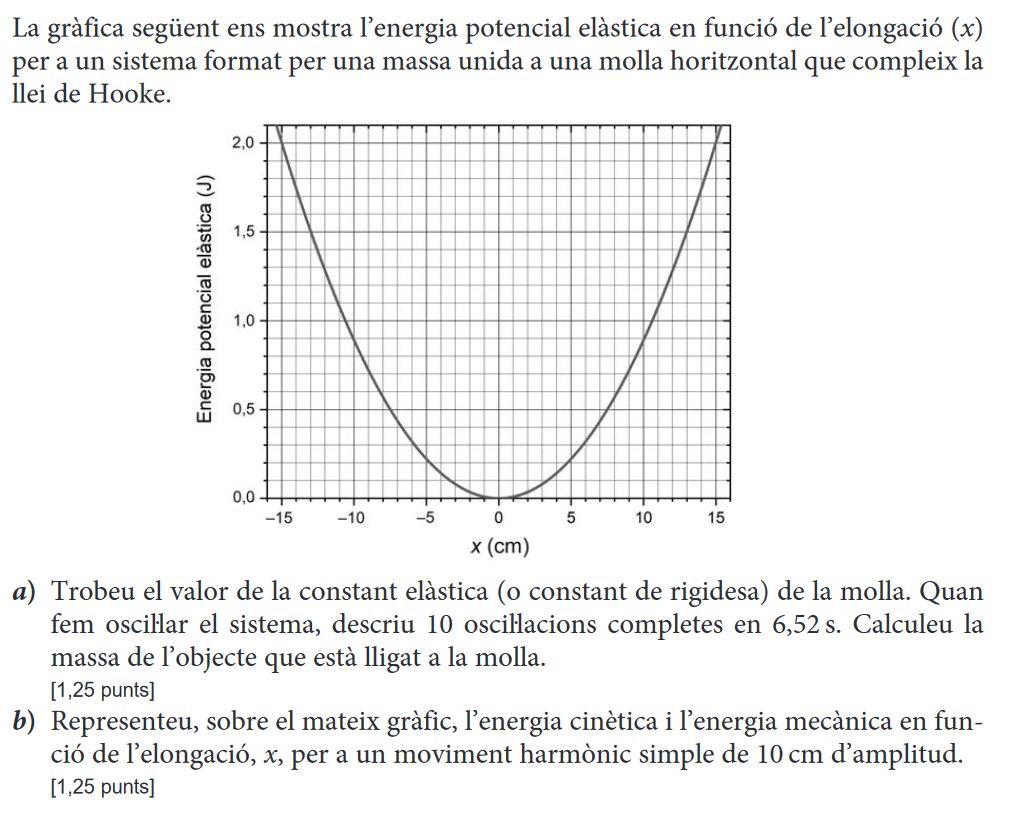 La gràfica següent ens mostra l’energia potencial elàstica en funció de l’elongació (x)
per a un sistema format per una massa unida a una molla horitzontal que compleix la
llei de Hooke.
Energia potencial elàstica (J)
2,0
1,5
1,0
0,5
0,0
–15 –10 –5 0 5 10 15
x (cm)
a) Trobeu el valor de la constant elàstica (o constant de rigidesa) de la molla. Quan
fem oscil·lar el sistema, descriu 10 oscil·lacions completes en 6,52 s. Calculeu la
massa de l’objecte que està lligat a la molla.
[1,25 punts]
b) Representeu, sobre el mateix gràfic, l’energia cinètica i l’energia mecànica en fun-
ció de l’elongació, x, per a un moviment harmònic simple de 10 cm d’amplitud.
[1,25 punts]